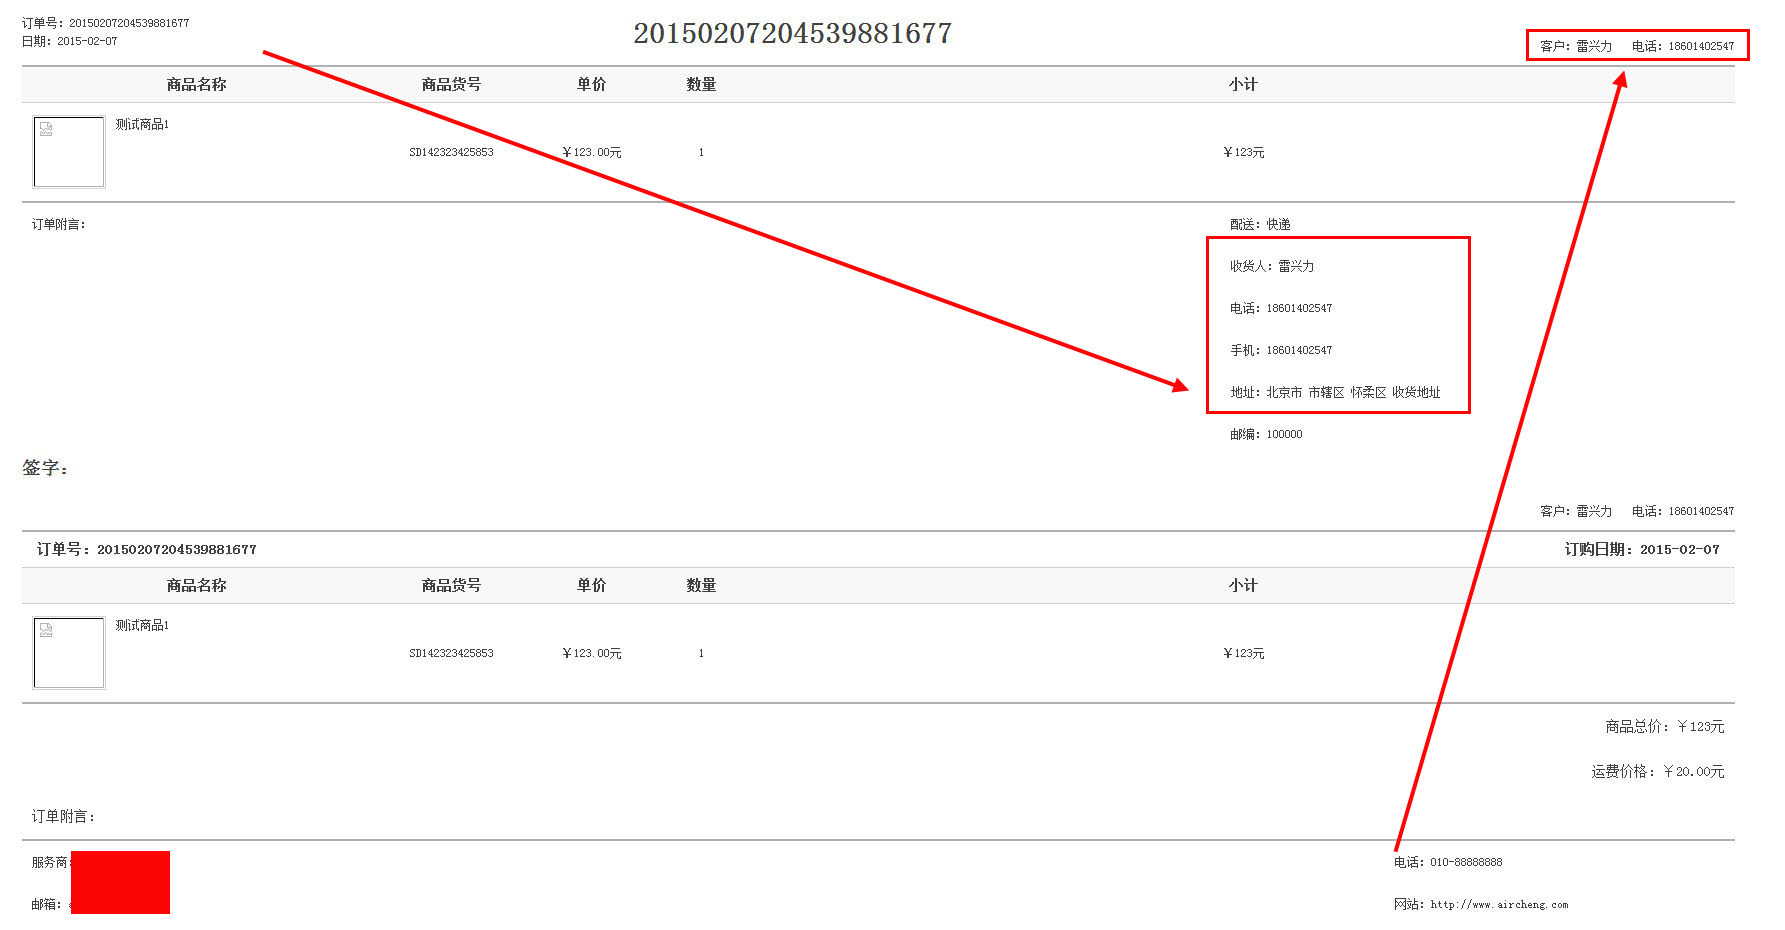 订单号：20150207204539881677
日期：2015-02-07
20150207204539881677
客户：雷兴力 电话：18601402547
商品名称 商品货号 单价 数量 小计
测试商品1
SD142323425853 ￥123.00元 1 ￥123元
订单附言：
配送：快递
收货人：雷兴力
电话：18601402547
手机：18601402547
地址：北京市 市辖区 怀柔区 收货地址
邮编：100000
签字：
客户：雷兴力 电话：18601402547
订单号：20150207204539881677 订购日期：2015-02-07
商品名称 商品货号 单价 数量 小计
测试商品1
SD142323425853 ￥123.00元 1 ￥123元
商品总价：￥123元
运费价格：￥20.00元
订单附言：
服务商： 电话：010-88888888
邮箱： 网站：http://www.aircheng.com